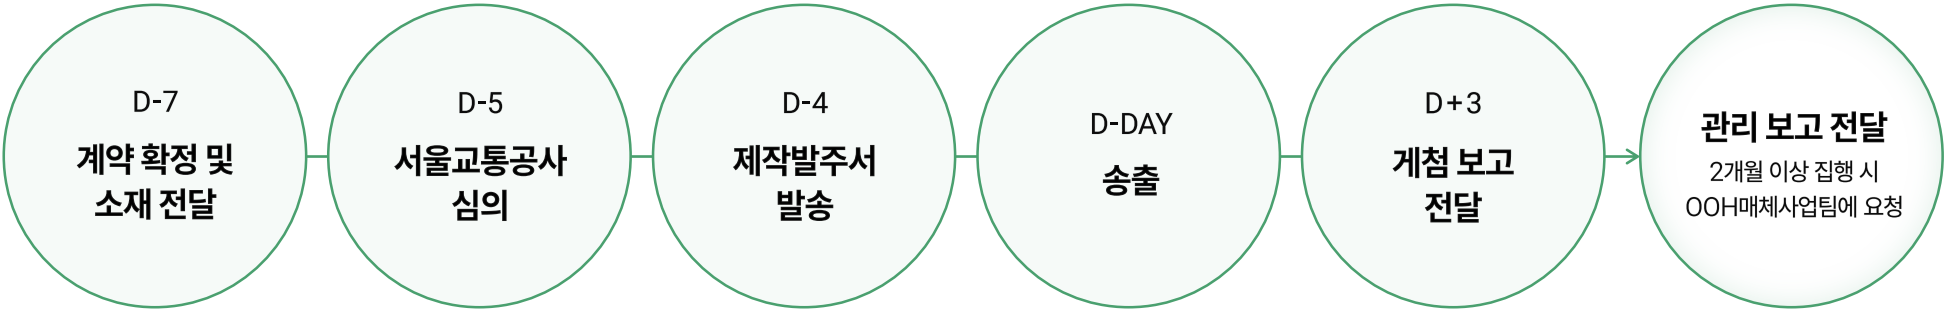 D-7
계약 확정 및
소재 전달
D-5
서울교통공사
심의
D-4
제작발주서
발송
D-DAY
송출
D+3
게첨 보고
전달
관리 보고 전달
2개월 이상 집행 시
OOH매체사업팀에 요청